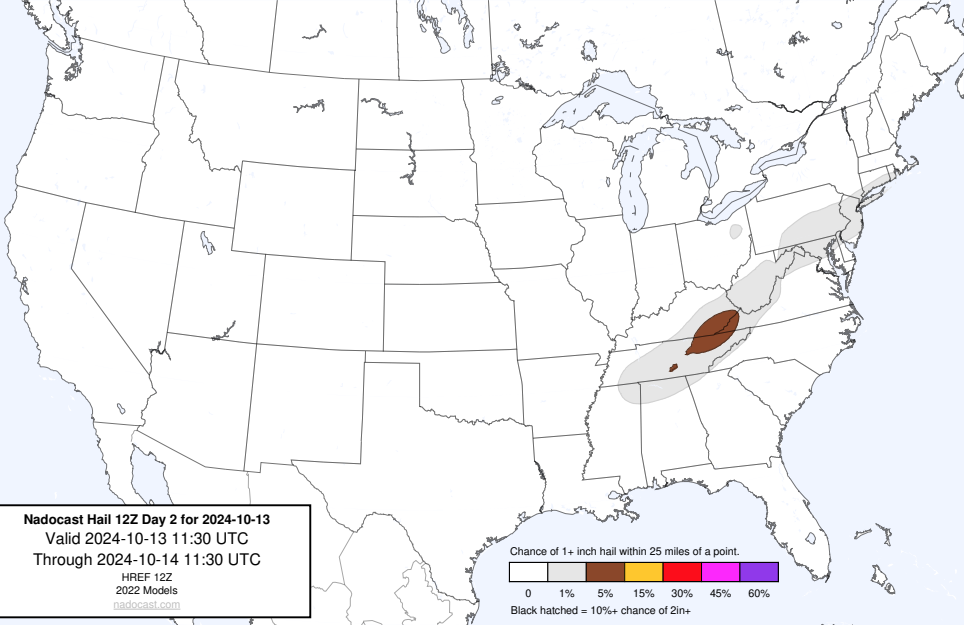 Nadocast Hail 12Z Day 2 for 2024-10-13
Valid 2024-10-13 11:30 UTC
Through 2024-10-14 11:30 UTC
HREF 12Z
2022 Models
nadocast.com
Chance of 1+ inch hail within 25 miles of a point.
0 1% 5% 15% 30% 45% 60%
Black hatched = 10%+ chance of 2in+